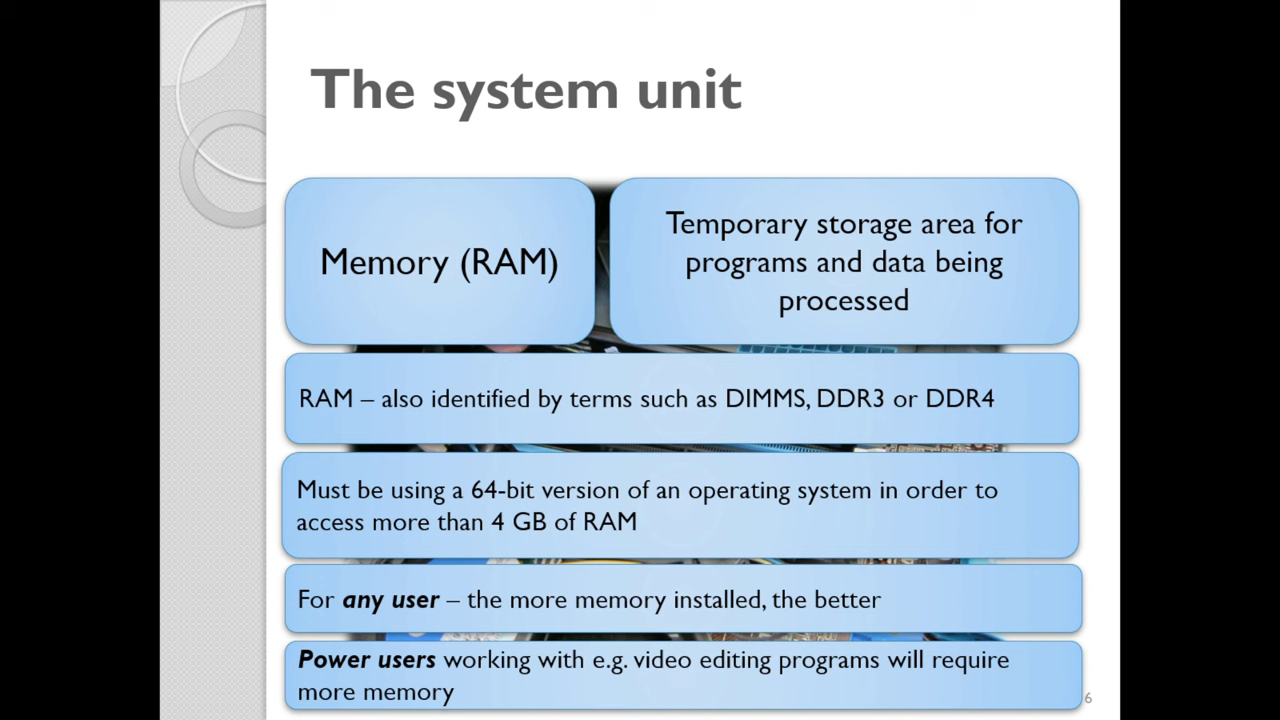 The system unit
Memory (RAM)
Temporary storage area for
programs and data being
processed
RAM – also identified by terms such as DIMMS, DDR3 or DDR4
Must be using a 64-bit version of an operating system in order to
access more than 4 GB of RAM
For any user – the more memory installed, the better
Power users working with e.g. video editing programs will require
more memory
6